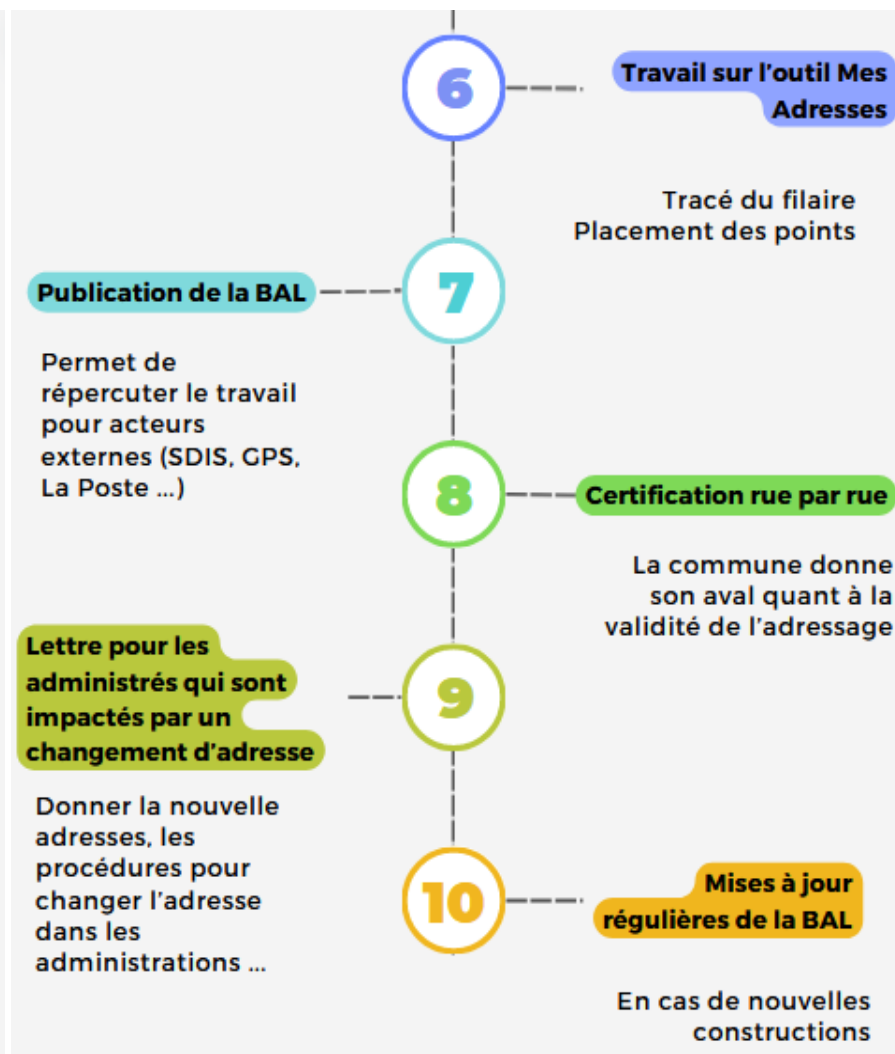 6
Travail sur l'outil Mes
Adresses
Tracé du filaire
Placement des points
7
Publication de la BAL
Permet de
répercuter le travail
pour acteurs
externes (SDIS, GPS,
La Poste ...)
8
Certification rue par rue
La commune donne
son aval quant à la
validité de l'adressage
9
Lettre pour les
administrés qui sont
impactés par un
changement d'adresse
Donner la nouvelle
adresses, les
procédures pour
changer l'adresse
dans les
administrations ...
10
Mises à jour
régulières de la BAL
En cas de nouvelles
constructions